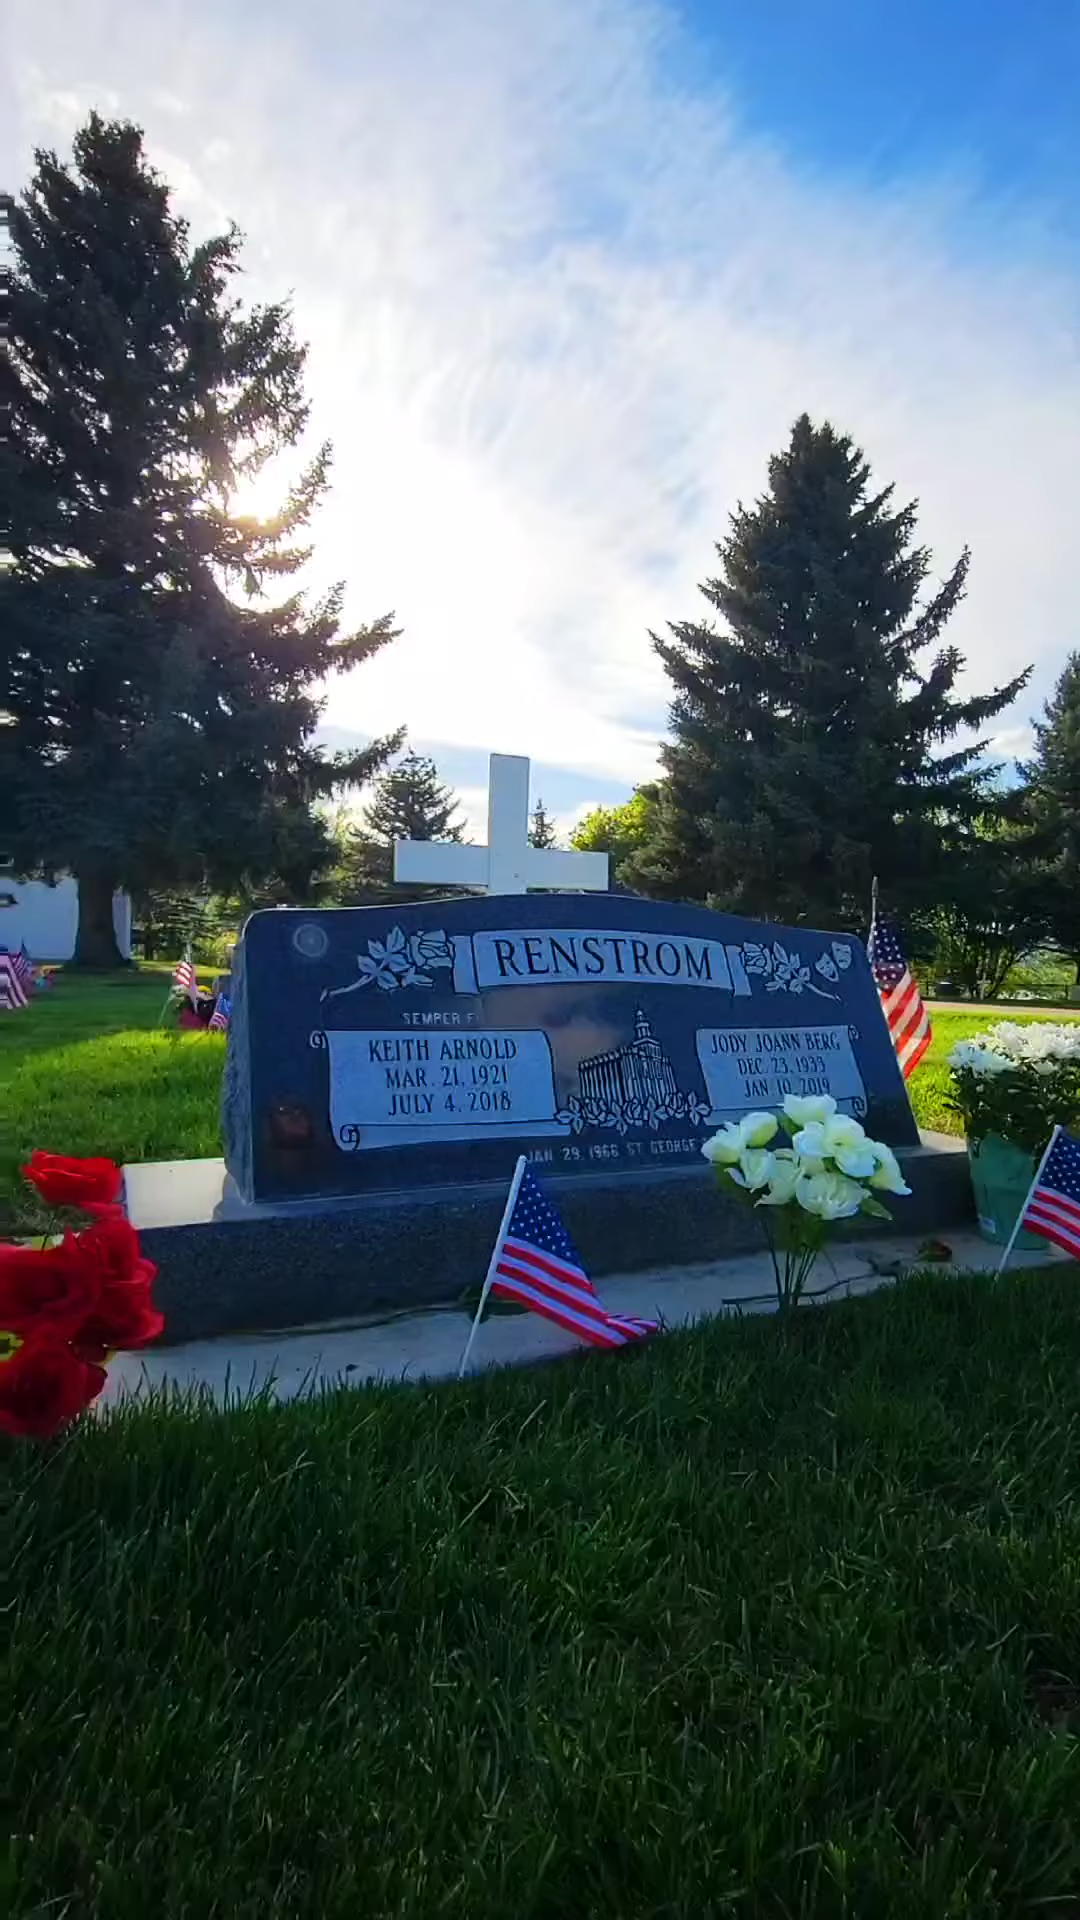 RENSTROM
SEMPER F
KEITH ARNOLD
MAR. 21, 1921
JULY 4, 2018
JODY JOANN BERG
DEC. 23, 1939
JAN. 10, 2019
JAN 29, 1966 ST GEORGE